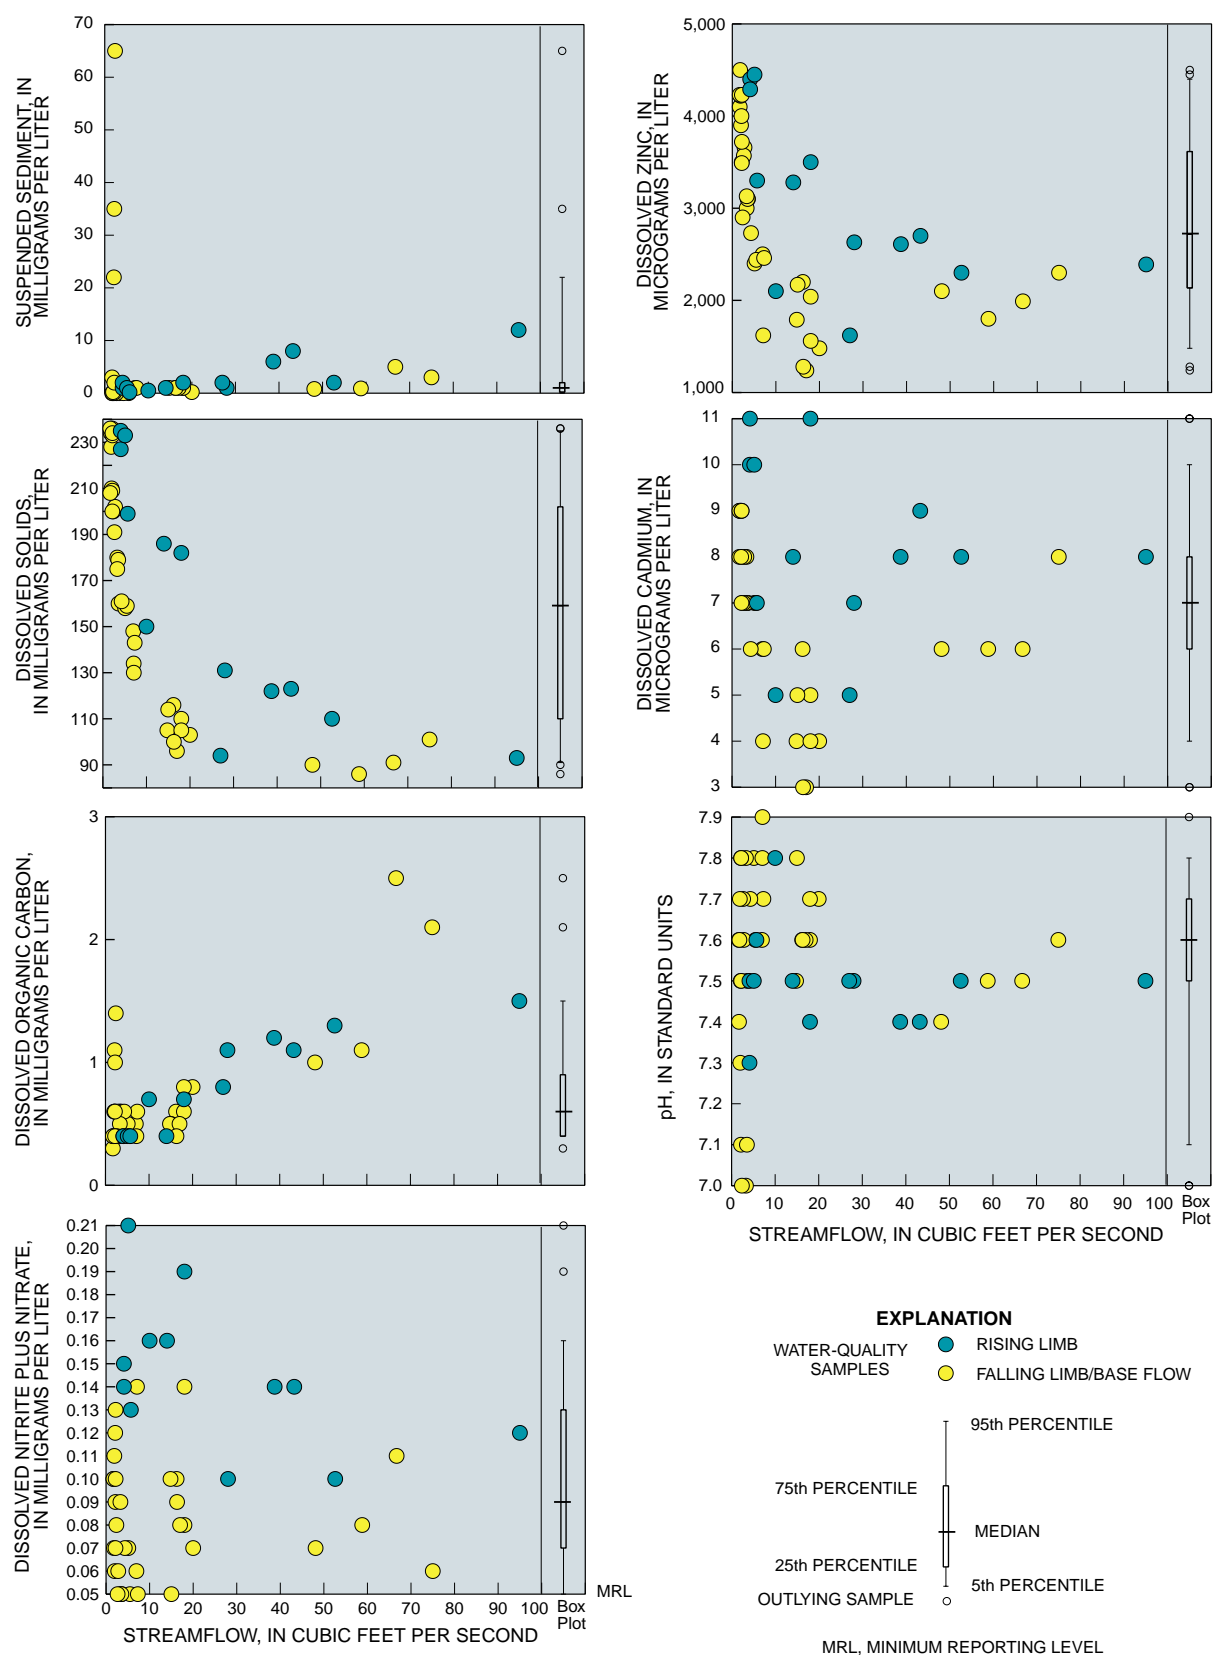 SUSPENDED SEDIMENT, IN
MILLIGRAMS PER LITER
70
60
50
40
30
20
10
0
DISSOLVED ZINC, IN
MICROGRAMS PER LITER
5,000
4,000
3,000
2,000
1,000
DISSOLVED SOLIDS,
IN MILLIGRAMS PER LITER
230
210
190
170
150
130
110
90
DISSOLVED CADMIUM, IN
MICROGRAMS PER LITER
11
10
9
8
7
6
5
4
3
DISSOLVED ORGANIC CARBON,
IN MILLIGRAMS PER LITER
3
2
1
0
pH, IN STANDARD UNITS
7.9
7.8
7.7
7.6
7.5
7.4
7.3
7.2
7.1
7.0
0 10 20 30 40 50 60 70 80 90 100 Box
Plot
STREAMFLOW, IN CUBIC FEET PER SECOND
DISSOLVED NITRITE PLUS NITRATE,
IN MILLIGRAMS PER LITER
0.21
0.20
0.19
0.18
0.17
0.16
0.15
0.14
0.13
0.12
0.11
0.10
0.09
0.08
0.07
0.06
0.05
MRL
0 10 20 30 40 50 60 70 80 90 100 Box
Plot
STREAMFLOW, IN CUBIC FEET PER SECOND
EXPLANATION
WATER-QUALITY
SAMPLES
RISING LIMB
FALLING LIMB/BASE FLOW
95th PERCENTILE
75th PERCENTILE
MEDIAN
25th PERCENTILE
5th PERCENTILE
OUTLYING SAMPLE
MRL, MINIMUM REPORTING LEVEL